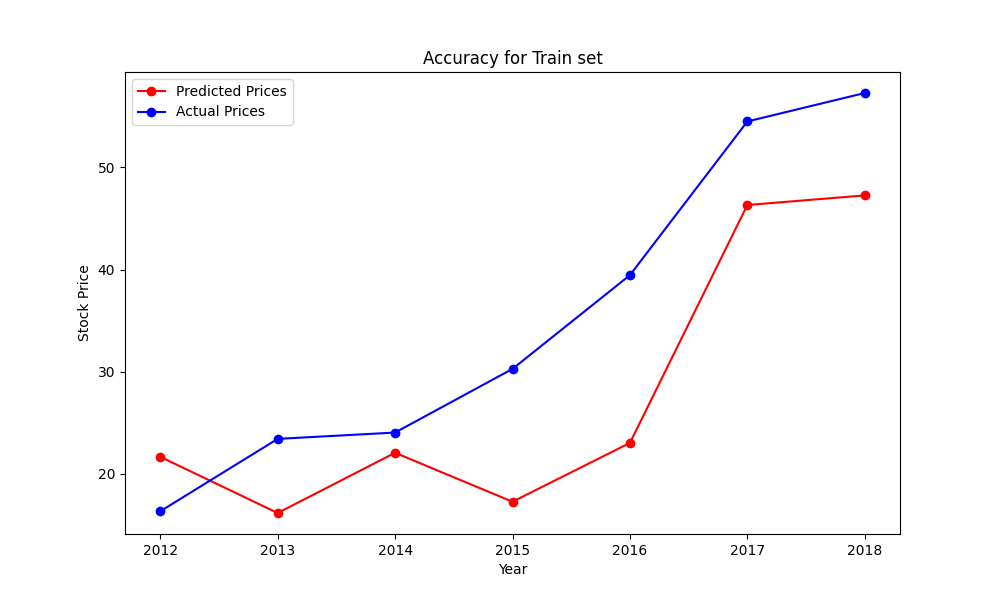 Accuracy for Train set
Predicted Prices
Actual Prices
50
40
30
20
Stock Price
2012 2013 2014 2015 2016 2017 2018
Year